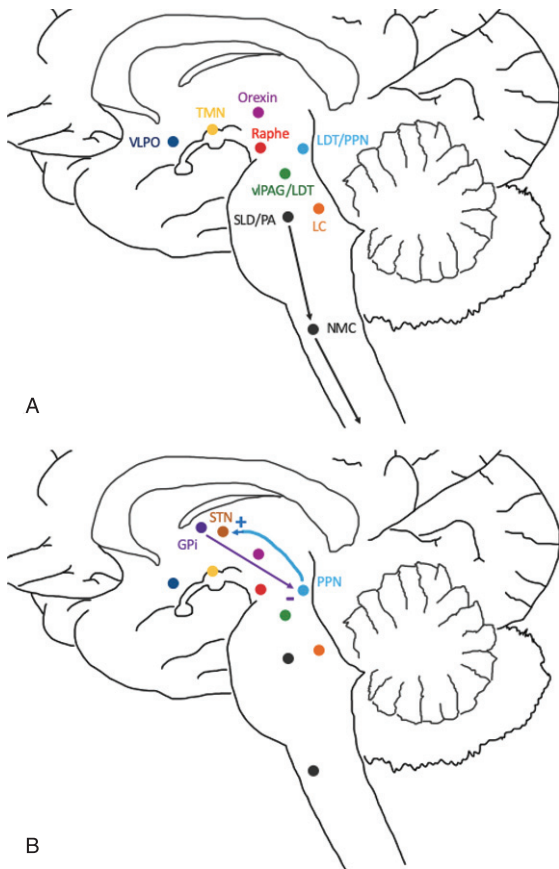 Orexin
TMN
VLPO
Raphe
LDT/PPN
vlPAG/LDT
SLD/PA
LC
NMC
A
STN
+
GPi
PPN
-
B